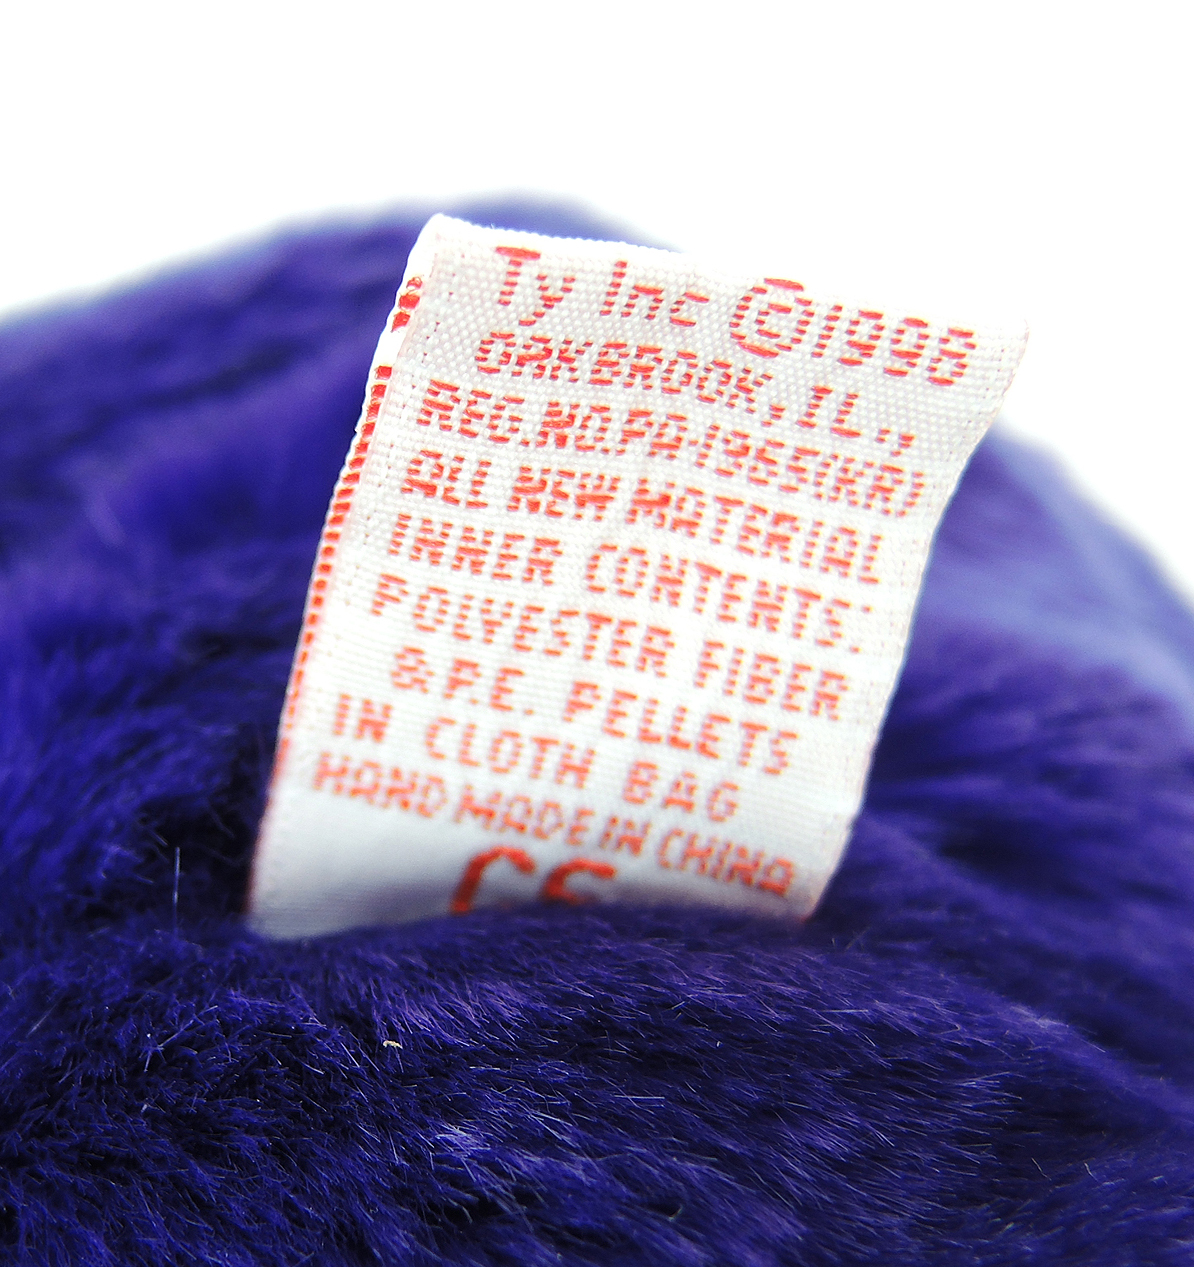 Ty Inc ©1996
OAKBROOK, IL.,
REG.NO.PA-1965(KR)
ALL NEW MATERIAL
INNER CONTENTS:
POLYESTER FIBER
& P.E. PELLETS
IN CLOTH BAG
HAND MADE IN CHINA
CE